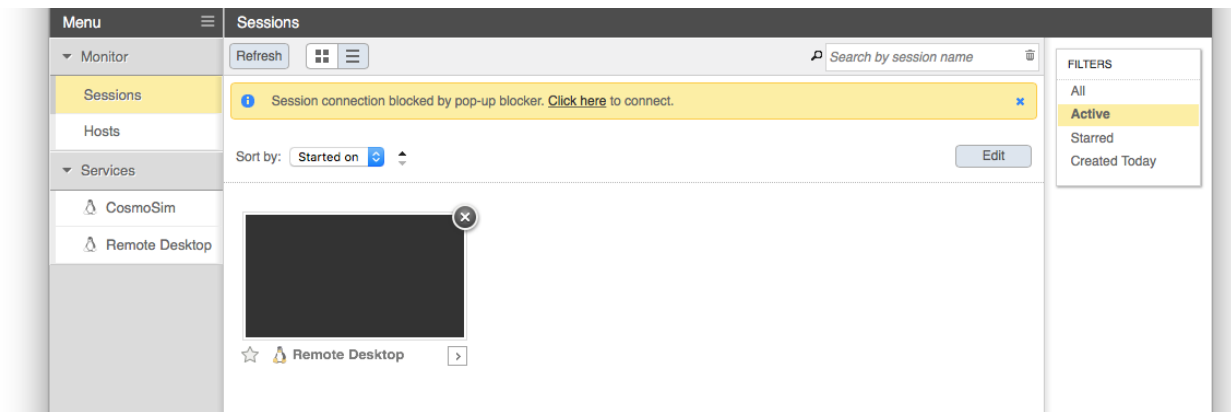 Menu
Sessions
Monitor
Sessions
Hosts
Services
CosmoSim
Remote Desktop
Refresh
Search by session name
Session connection blocked by pop-up blocker. Click here to connect.
Sort by: Started on
Edit
Remote Desktop
FILTERS
All
Active
Starred
Created Today